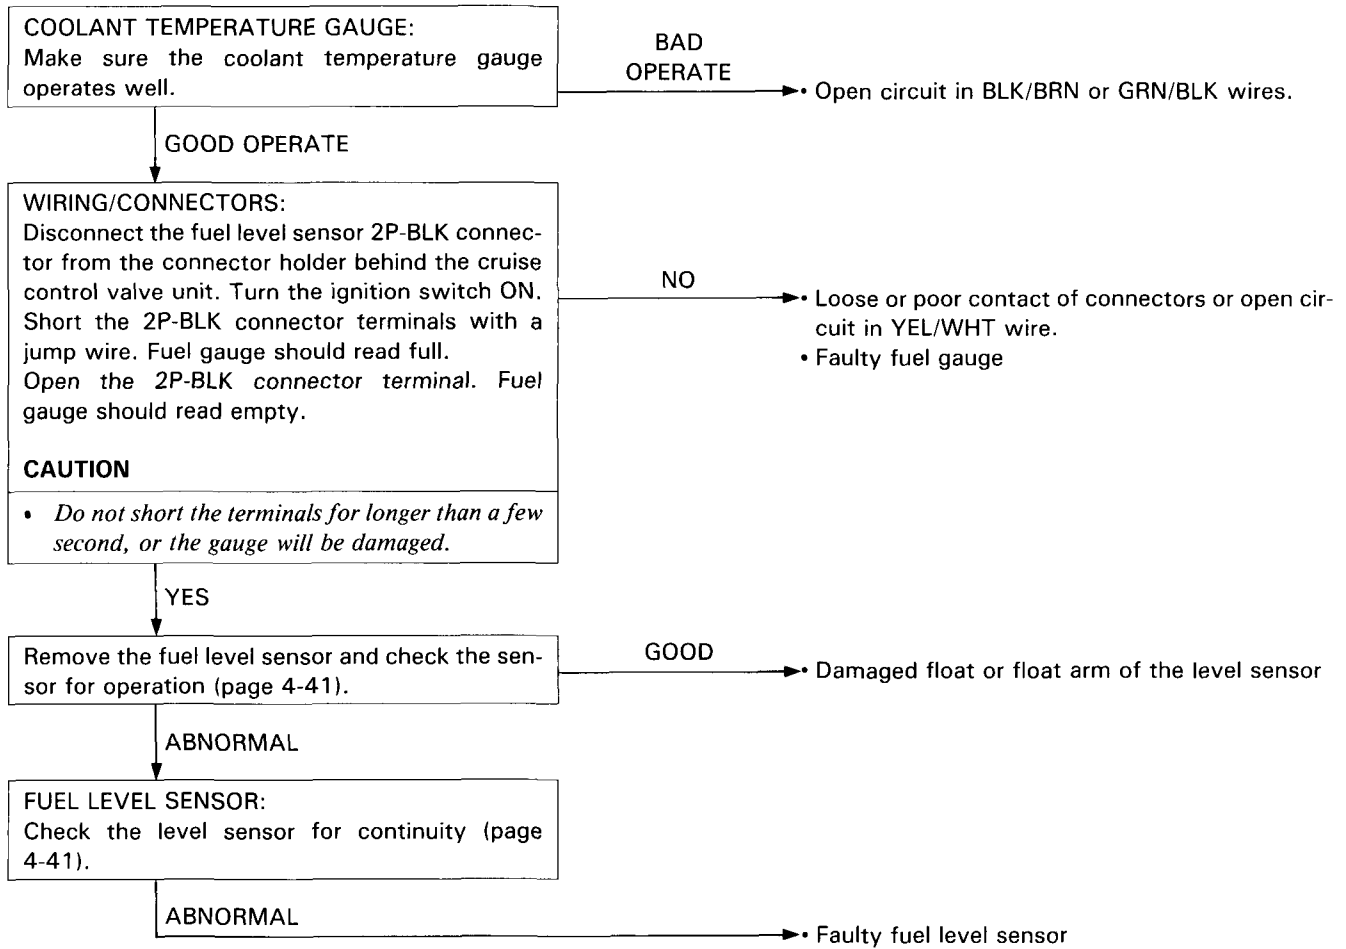 COOLANT TEMPERATURE GAUGE:
Make sure the coolant temperature gauge
operates well.
BAD
OPERATE
• Open circuit in BLK/BRN or GRN/BLK wires.
GOOD OPERATE
WIRING/CONNECTORS:
Disconnect the fuel level sensor 2P-BLK connec-
tor from the connector holder behind the cruise
control valve unit. Turn the ignition switch ON.
Short the 2P-BLK connector terminals with a
jump wire. Fuel gauge should read full.
Open the 2P-BLK connector terminal. Fuel
gauge should read empty.
CAUTION
• Do not short the terminals for longer than a few
second, or the gauge will be damaged.
NO
• Loose or poor contact of connectors or open cir-
cuit in YEL/WHT wire.
• Faulty fuel gauge
YES
Remove the fuel level sensor and check the sen-
sor for operation (page 4-41).
GOOD
• Damaged float or float arm of the level sensor
ABNORMAL
FUEL LEVEL SENSOR:
Check the level sensor for continuity (page
4-41).
ABNORMAL
• Faulty fuel level sensor